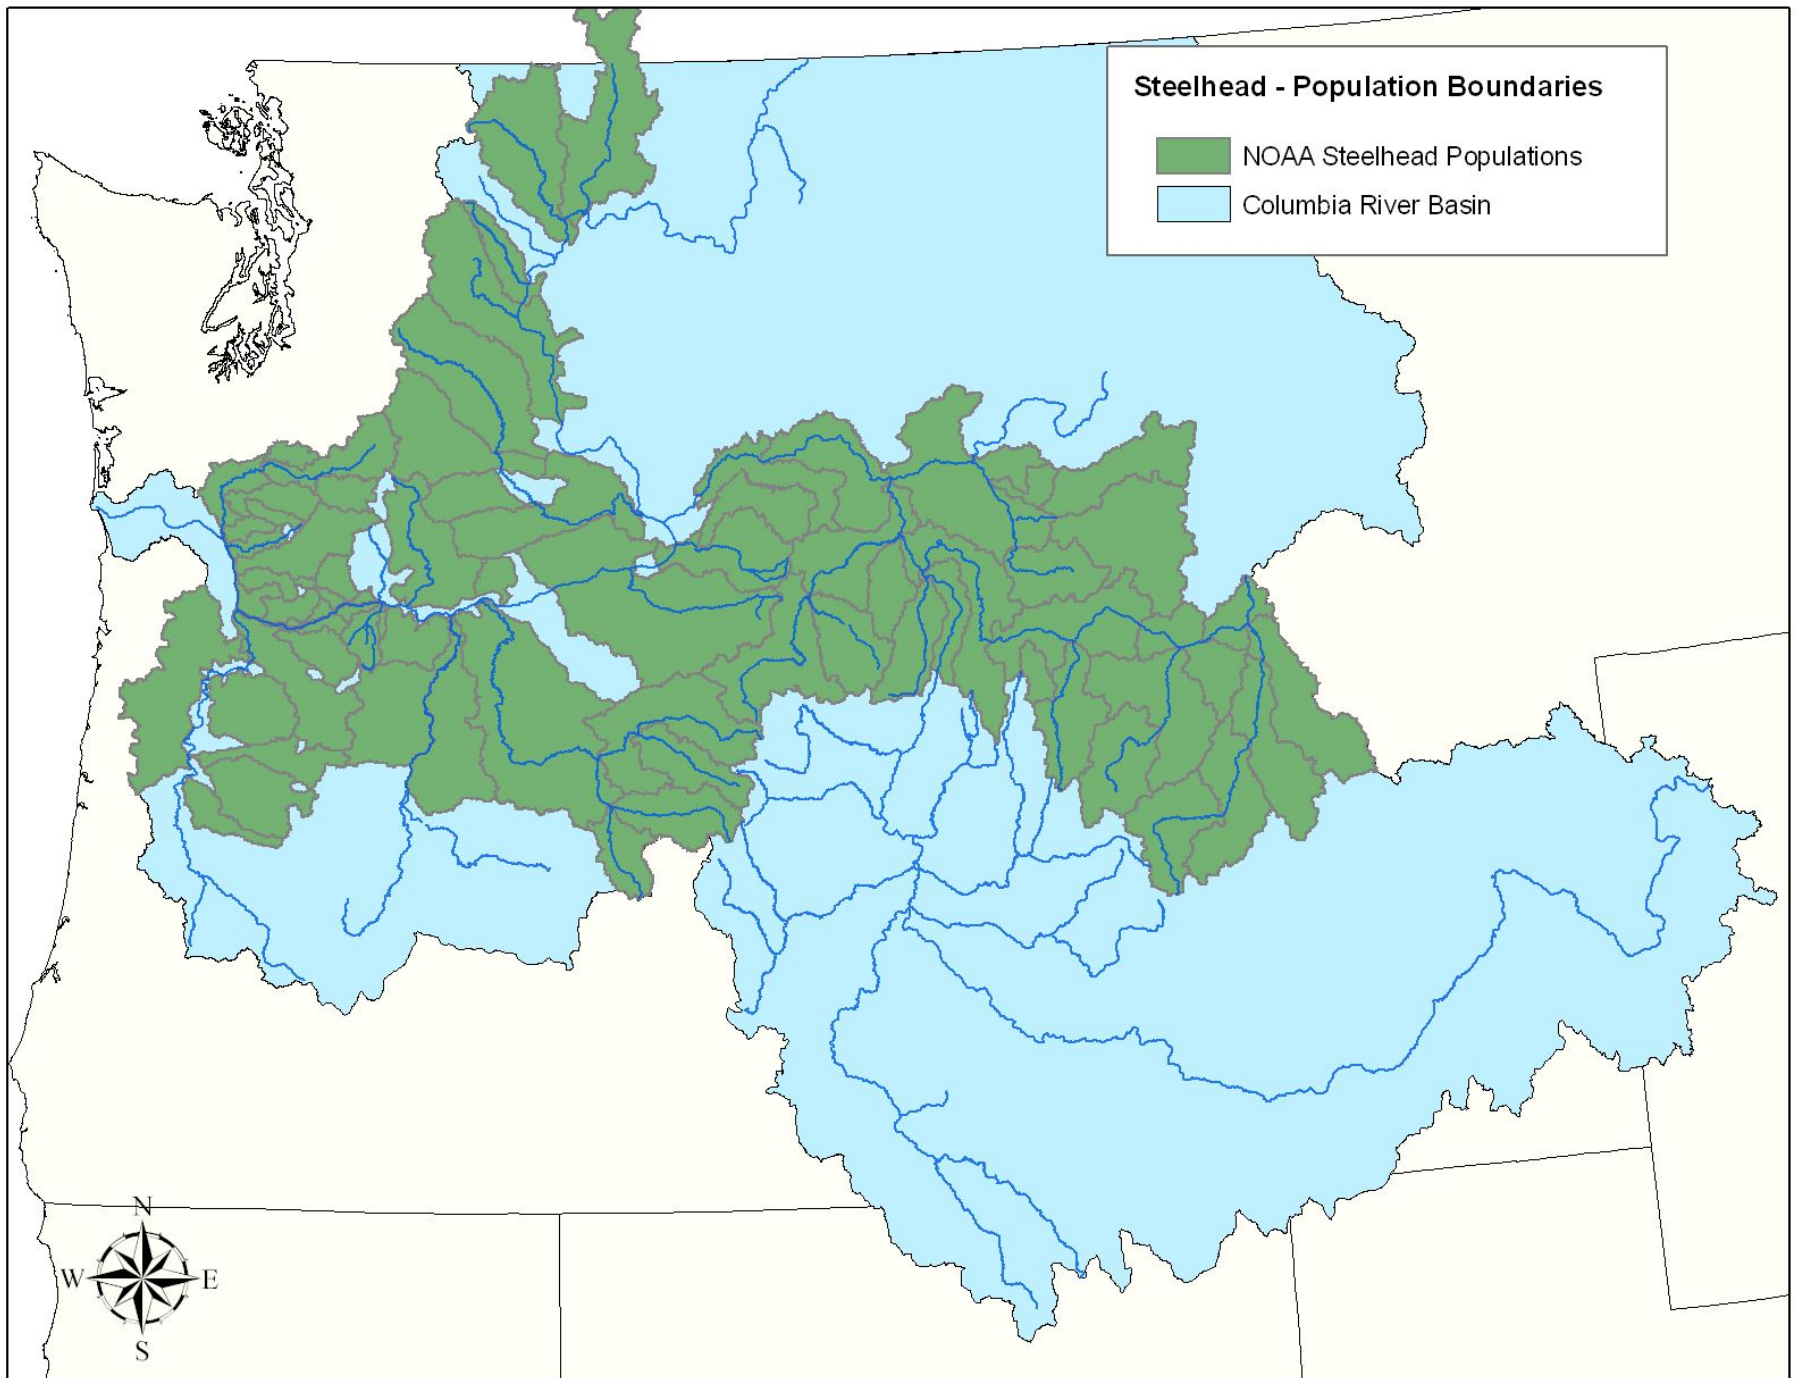 Steelhead - Population Boundaries
NOAA Steelhead Populations
Columbia River Basin
N
W E
S